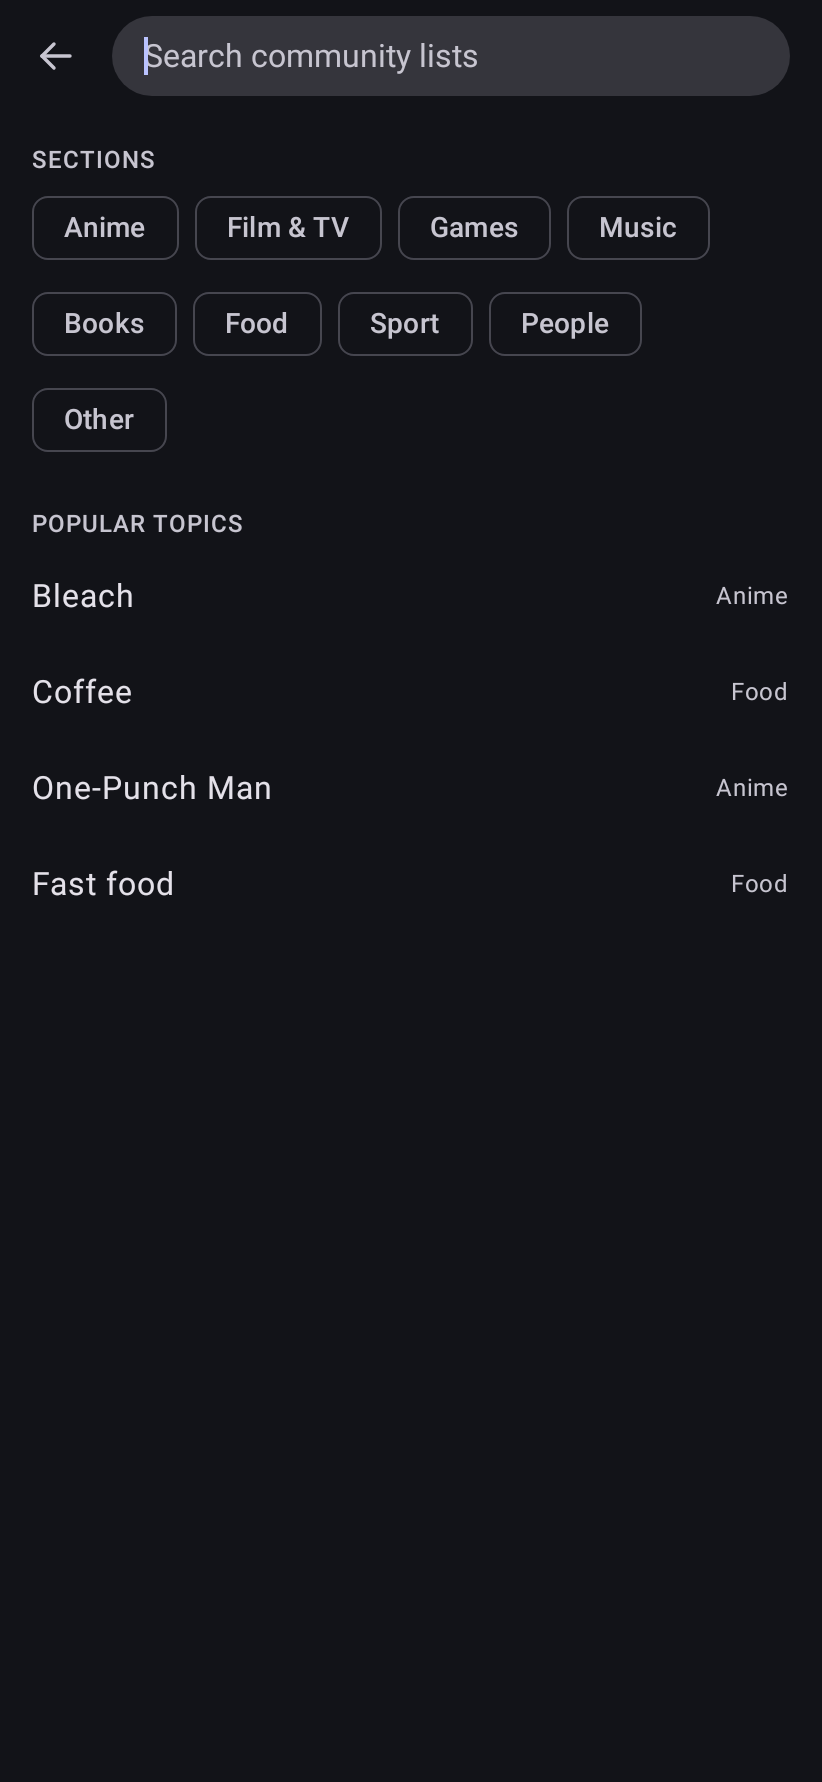 Search community lists
SECTIONS
Anime Film & TV Games Music
Books Food Sport People
Other
POPULAR TOPICS
Bleach Anime
Coffee Food
One-Punch Man Anime
Fast food Food